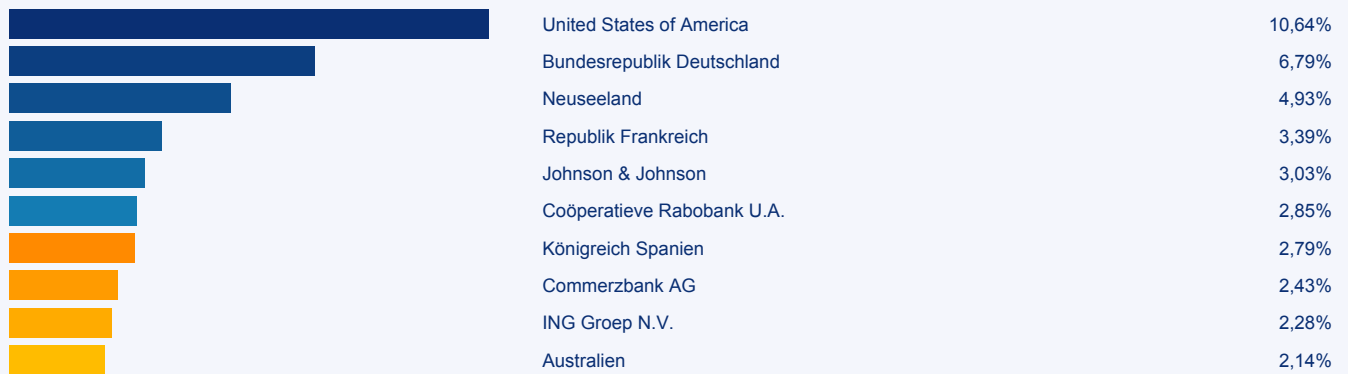 United States of America 10,64%
Bundesrepublik Deutschland 6,79%
Neuseeland 4,93%
Republik Frankreich 3,39%
Johnson & Johnson 3,03%
Coöperatieve Rabobank U.A. 2,85%
Königreich Spanien 2,79%
Commerzbank AG 2,43%
ING Groep N.V. 2,28%
Australien 2,14%